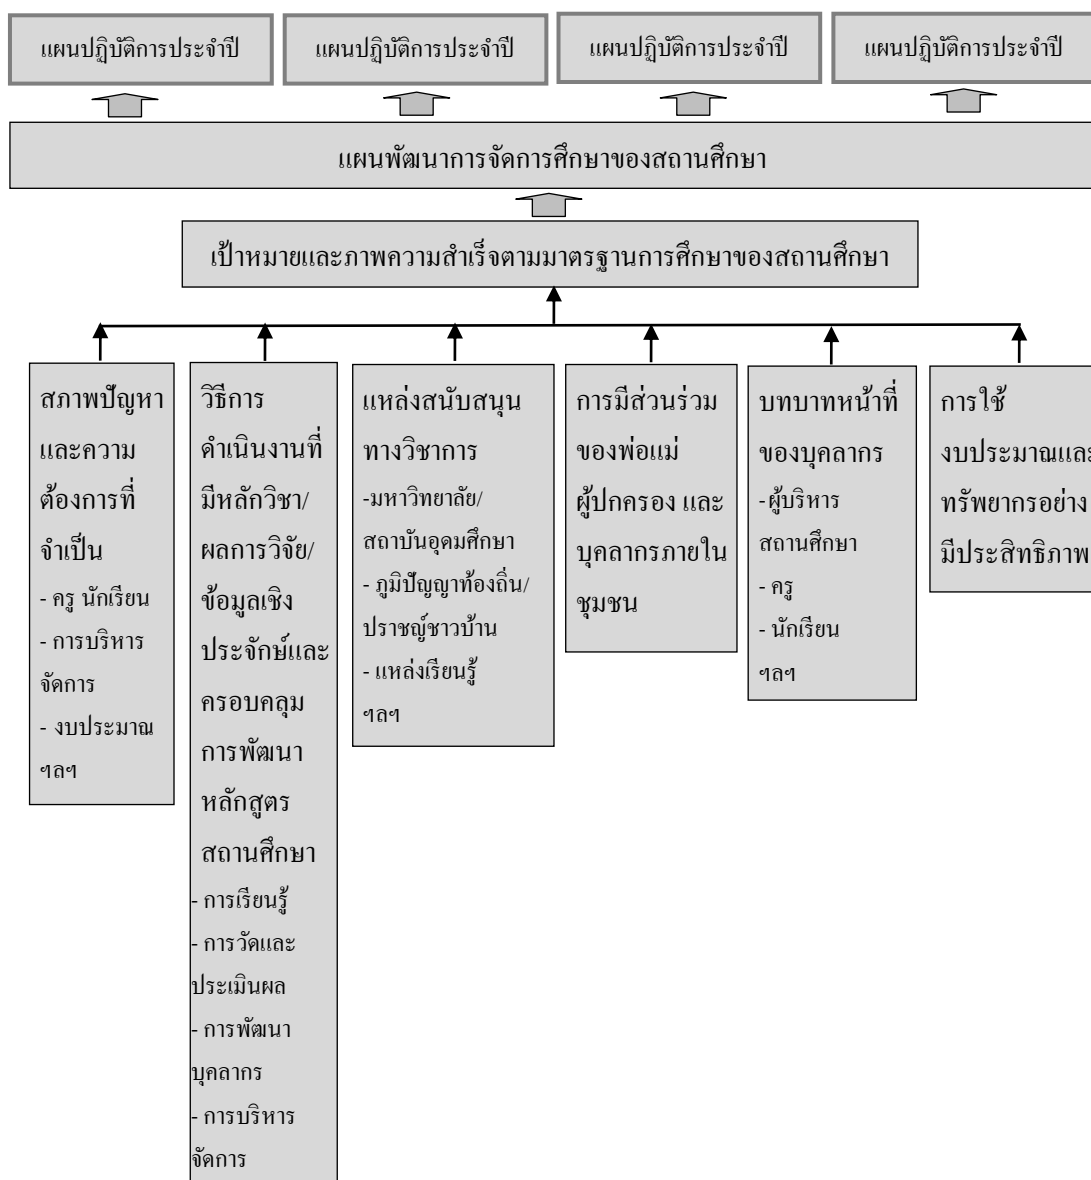 แผนปฏิบัติการประจำปี
แผนปฏิบัติการประจำปี
แผนปฏิบัติการประจำปี
แผนปฏิบัติการประจำปี
แผนพัฒนาการจัดการศึกษาของสถานศึกษา
เป้าหมายและภาพความสำเร็จตามมาตรฐานการศึกษาของสถานศึกษา
สภาพปัญหา
และความ
ต้องการที่
จำเป็น
- ครู นักเรียน
- การบริหาร
จัดการ
- งบประมาณ
ฯลฯ
วิธีการ
ดำเนินงานที่
มีหลักวิชา/
ผลการวิจัย/
ข้อมูลเชิง
ประจักษ์และ
ครอบคลุม
การพัฒนา
หลักสูตร
สถานศึกษา
- การเรียนรู้
- การวัดและ
ประเมินผล
- การพัฒนา
บุคลากร
- การบริหาร
จัดการ
แหล่งสนับสนุน
ทางวิชาการ
-มหาวิทยาลัย/
สถาบันอุดมศึกษา
- ภูมิปัญญาท้องถิ่น/
ปราชญ์ชาวบ้าน
- แหล่งเรียนรู้
ฯลฯ
การมีส่วนร่วม
ของพ่อแม่
ผู้ปกครอง และ
บุคลากรภายใน
ชุมชน
บทบาทหน้าที่
ของบุคลากร
-ผู้บริหาร
สถานศึกษา
- ครู
- นักเรียน
ฯลฯ
การใช้
งบประมาณและ
ทรัพยากรอย่าง
มีประสิทธิภาพ